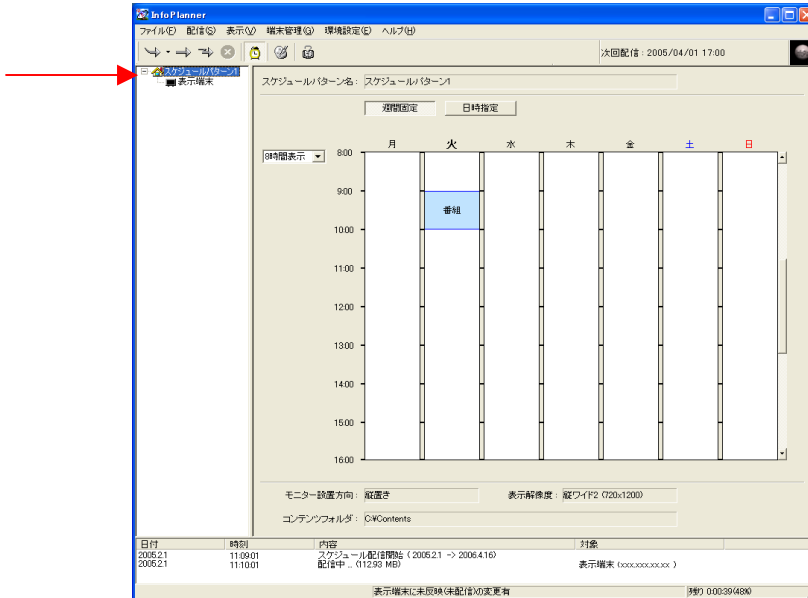 InfoPlanner
ファイル(F) 配信(S) 表示(V) 端末管理(G) 環境設定(E) ヘルプ(H)
次回配信 : 2005/04/01 17:00
スケジュールパターン1
表示端末
スケジュールパターン名 : スケジュールパターン1
週間固定 日時指定
8時間表示
月 火 水 木 金 土 日
8:00
9:00
番組
10:00
11:00
12:00
13:00
14:00
15:00
16:00
モニター設置方向 : 縦置き 表示解像度 : 縦ワイド2 (720x1200)
コンテンツフォルダ : C:¥Contents
日付 時刻 内容 対象
2005.2.1 11:09:01 スケジュール配信開始 ( 2005.2.1 -> 2006.4.16)
2005.2.1 11:10:01 配信中 .. (112.93 MB) 表示端末 (xxx.xxx.xx.xx )
表示端末に未反映(未配信)の変更有 残り 0:00:39(48%)